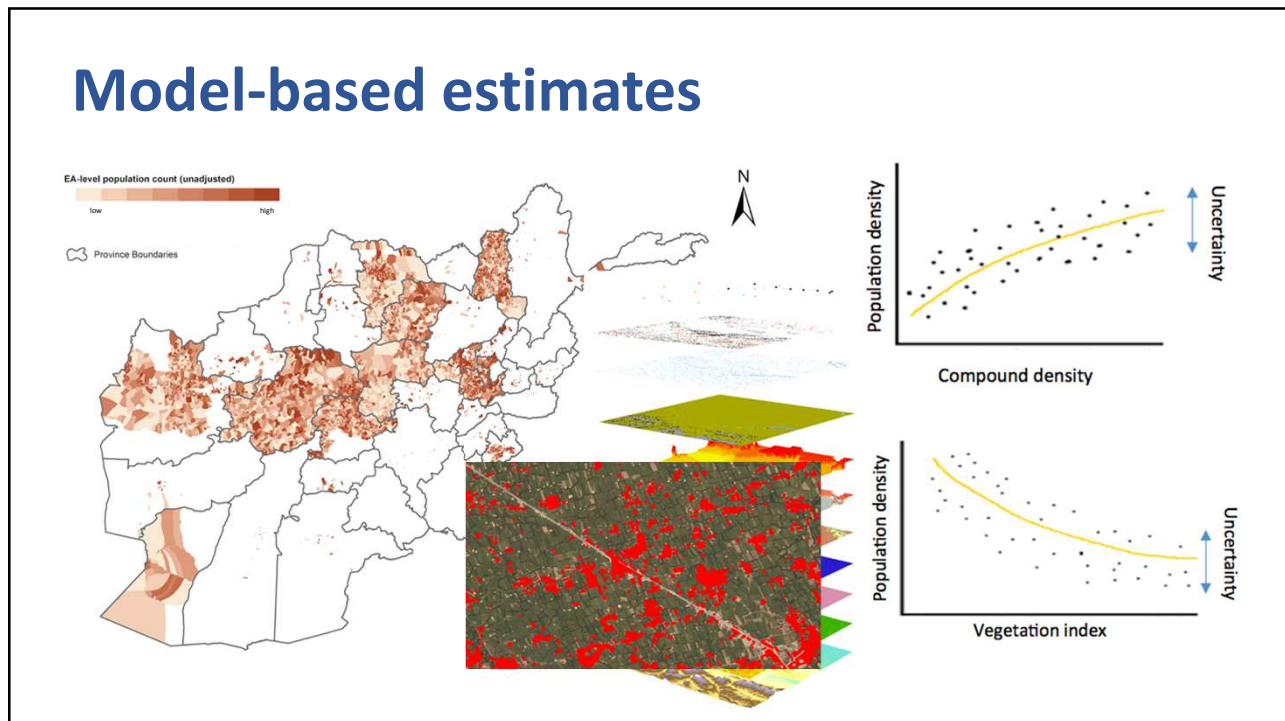 Model-based estimates
EA-level population count (unadjusted)
low high
Province Boundaries
N
Population density
Uncertainty
Compound density
Population density
Uncertainty
Vegetation index